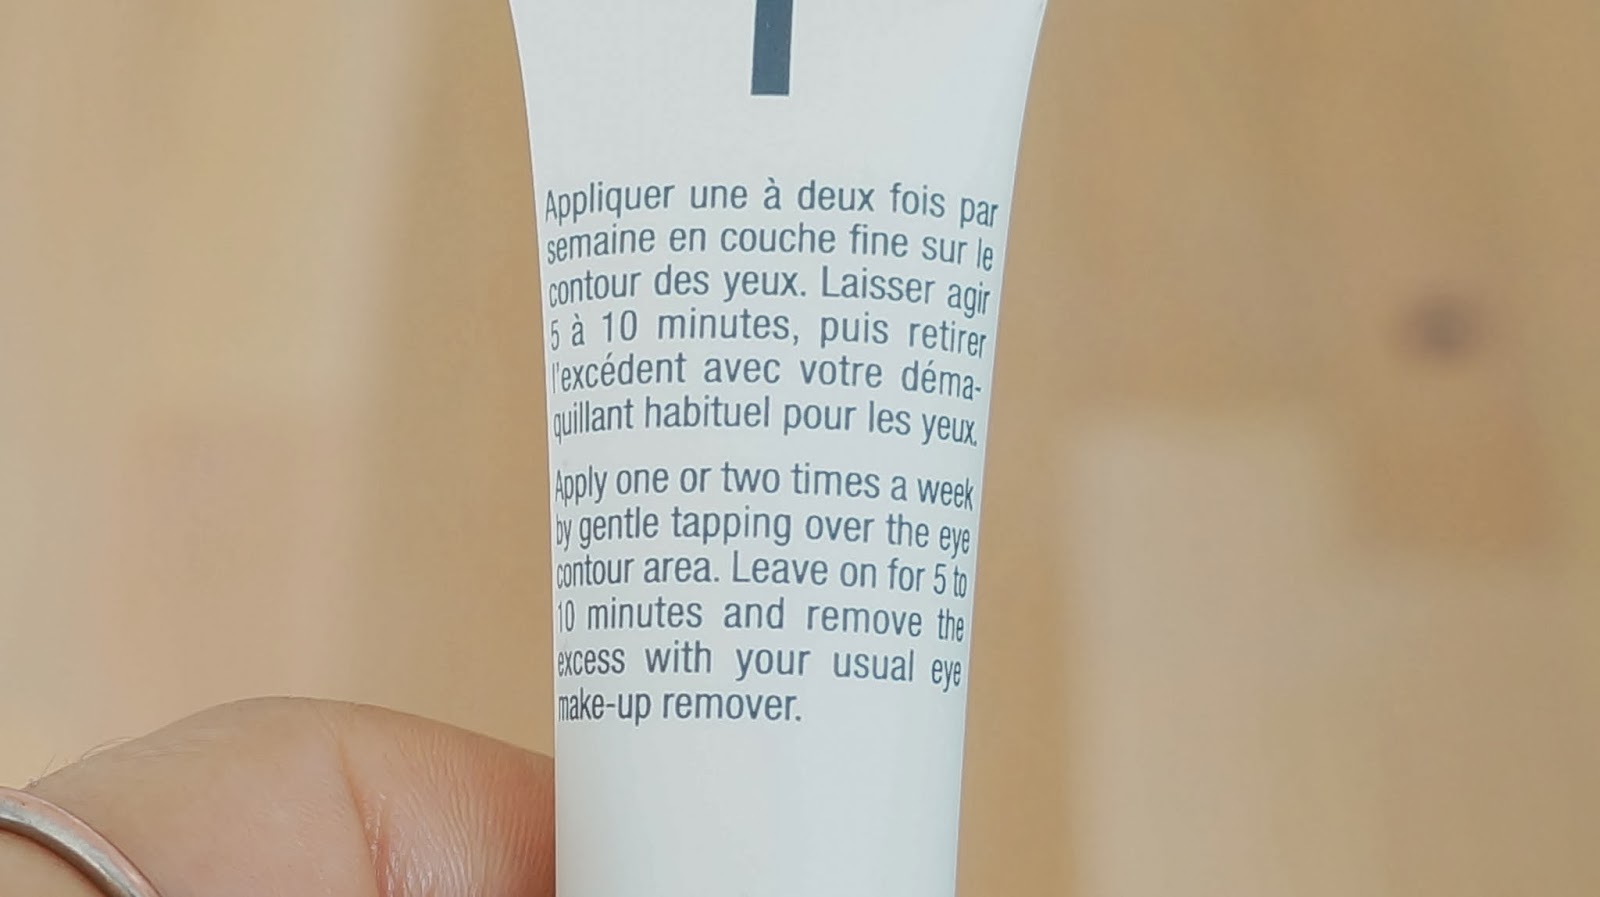 Appliquer une à deux fois par
semaine en couche fine sur le
contour des yeux. Laisser agir
5 à 10 minutes, puis retirer
l'excédent avec votre déma-
quillant habituel pour les yeux.
Apply one or two times a week
by gentle tapping over the eye
contour area. Leave on for 5 to
10 minutes and remove the
excess with your usual eye
make-up remover.